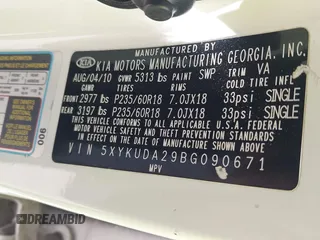 MANUFACTURED BY
KIA KIA MOTORS MANUFACTURING GEORGIA, INC.
AUG/04/10 GVWR 5313 lbs PAINT SWP TRIM VA
GAWR TIRES RIMS COLD TIRE INFL
FRONT 2977 lbs P235/60R18 7.0JX18 33psi SINGLE
REAR 3197 lbs P235/60R18 7.0JX18 33psi SINGLE
THIS VEHICLE CONFORMS TO ALL APPLICABLE U.S.A FEDERAL
MOTOR VEHICLE SAFETY AND THEFT PREVENTION STANDARDS
IN EFFECT ON THE DATE OF MANUFACTURE SHOWN ABOVE.
VIN 5XYKUDA29BG090671
MPV
006
DREAMBID